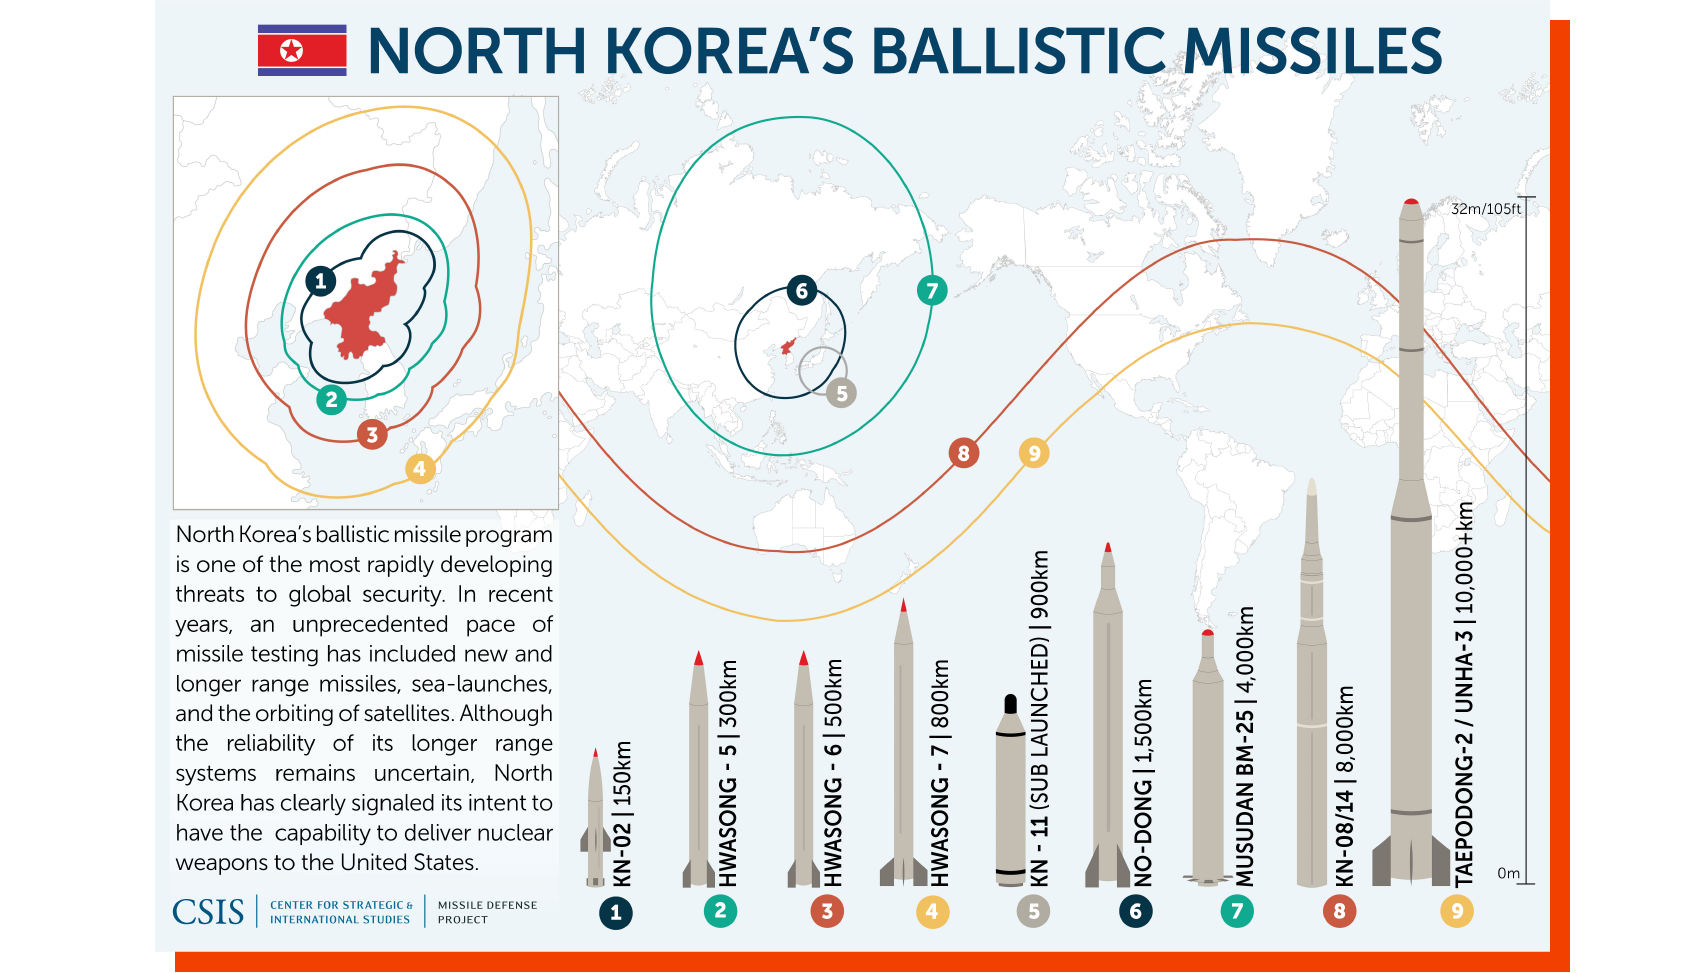 NORTH KOREA'S BALLISTIC MISSILES
1
2
3
4
6
7
5
8
9
32m/105ft
0m
North Korea's ballistic missile program
is one of the most rapidly developing
threats to global security. In recent
years, an unprecedented pace of
missile testing has included new and
longer range missiles, sea-launches,
and the orbiting of satellites. Although
the reliability of its longer range
systems remains uncertain, North
Korea has clearly signaled its intent to
have the capability to deliver nuclear
weapons to the United States.
CSIS
CENTER FOR STRATEGIC &
INTERNATIONAL STUDIES
MISSILE DEFENSE
PROJECT
KN-02 | 150km
1
HWASONG - 5 | 300km
2
HWASONG - 6 | 500km
3
HWASONG - 7 | 800km
4
KN - 11 (SUB LAUNCHED) | 900km
5
NO-DONG | 1,500km
6
MUSUDAN BM-25 | 4,000km
7
KN-08/14 | 8,000km
8
TAEPODONG-2 / UNHA-3 | 10,000+km
9